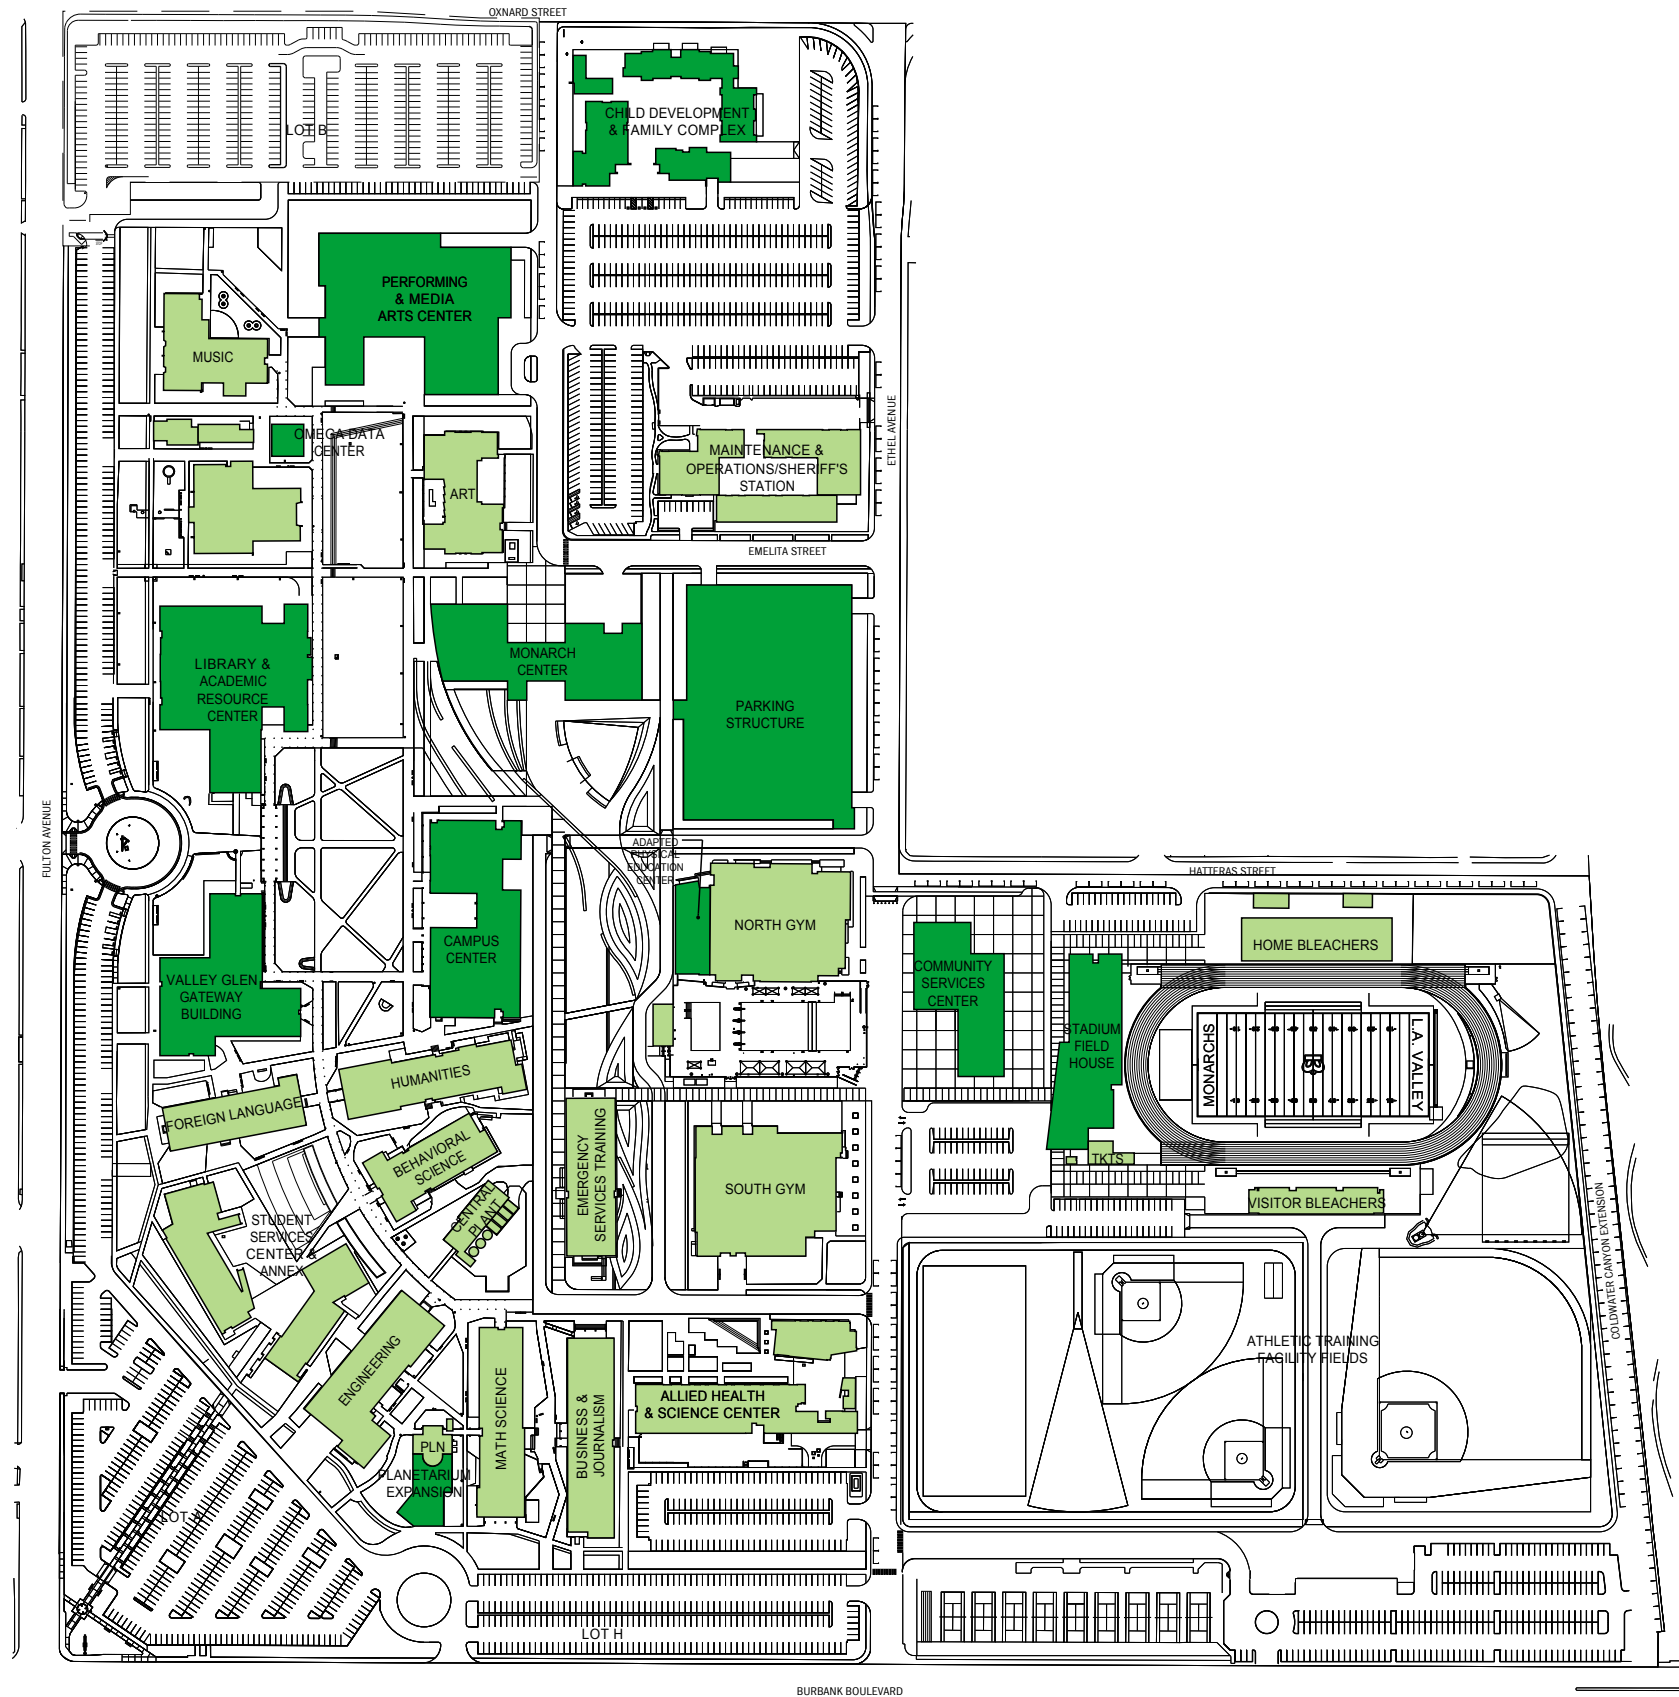 OXNARD STREET
CHILD DEVELOPMENT
& FAMILY COMPLEX
LOT B
PERFORMING
& MEDIA
ARTS CENTER
MUSIC
OMEGA DATA
CENTER
ART
MAINTENANCE &
OPERATIONS/SHERIFF'S
STATION
ETHEL AVENUE
EMELITA STREET
LIBRARY &
ACADEMIC
RESOURCE
CENTER
MONARCH
CENTER
PARKING
STRUCTURE
FULTON AVENUE
ADAPTED
PHYSICAL
EDUCATION
CENTER
HATTERAS STREET
NORTH GYM
CAMPUS
CENTER
HOME BLEACHERS
COMMUNITY
SERVICES
CENTER
VALLEY GLEN
GATEWAY
BUILDING
STADIUM
FIELD
HOUSE
MONARCHS
L.A. VALLEY
HUMANITIES
FOREIGN LANGUAGE
BEHAVIORAL
SCIENCE
EMERGENCY
SERVICES TRAINING
TKTS
SOUTH GYM
VISITOR BLEACHERS
CENTRAL
PLANT
STUDENT
SERVICES
CENTER &
ANNEX
COLDWATER CANYON EXTENSION
ENGINEERING
ATHLETIC TRAINING
FACILITY FIELDS
MATH SCIENCE
BUSINESS &
JOURNALISM
ALLIED HEALTH
& SCIENCE CENTER
PLN
PLANETARIUM
EXPANSION
LOT A
LOT H
BURBANK BOULEVARD